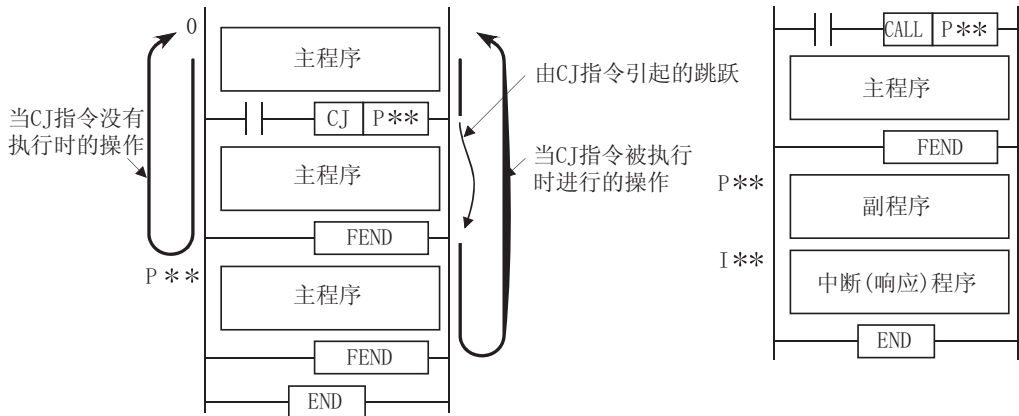 0
主程序
当CJ指令没有
执行时的操作
CJ P**
主程序
FEND
P**
主程序
FEND
END
由CJ指令引起的跳跃
当CJ指令被执行
时进行的操作
CALL P**
主程序
FEND
P**
副程序
I**
中断(响应)程序
END